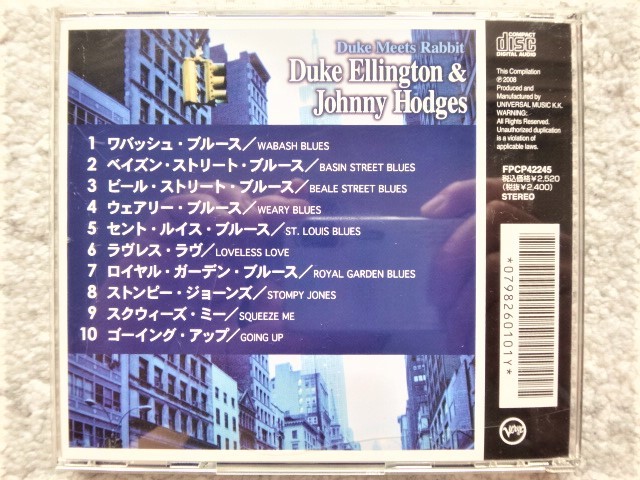 Duke Meets Rabbit
Duke Ellington &
Johnny Hodges
1 ワバッシュ・ブルース／WABASH BLUES
2 ベイズン・ストリート・ブルース／BASIN STREET BLUES
3 ビール・ストリート・ブルース／BEALE STREET BLUES
4 ウェアリー・ブルース／WEARY BLUES
5 セント・ルイス・ブルース／ST. LOUIS BLUES
6 ラヴレス・ラヴ／LOVELESS LOVE
7 ロイヤル・ガーデン・ブルース／ROYAL GARDEN BLUES
8 ストンピー・ジョーンズ／STOMPY JONES
9 スクウィーズ・ミー／SQUEEZE ME
10 ゴーイング・アップ／GOING UP
COMPACT
disc
DIGITAL AUDIO
This Compilation
℗2008
Produced and
Manufactured by
UNIVERSAL MUSIC K.K.
WARNING:
All Rights Reserved.
Unauthorized duplication
is a violation of
applicable laws.
FPCP42245
税込価格￥2,520
(税抜￥2,400)
STEREO
*0798260101Y*
Verve